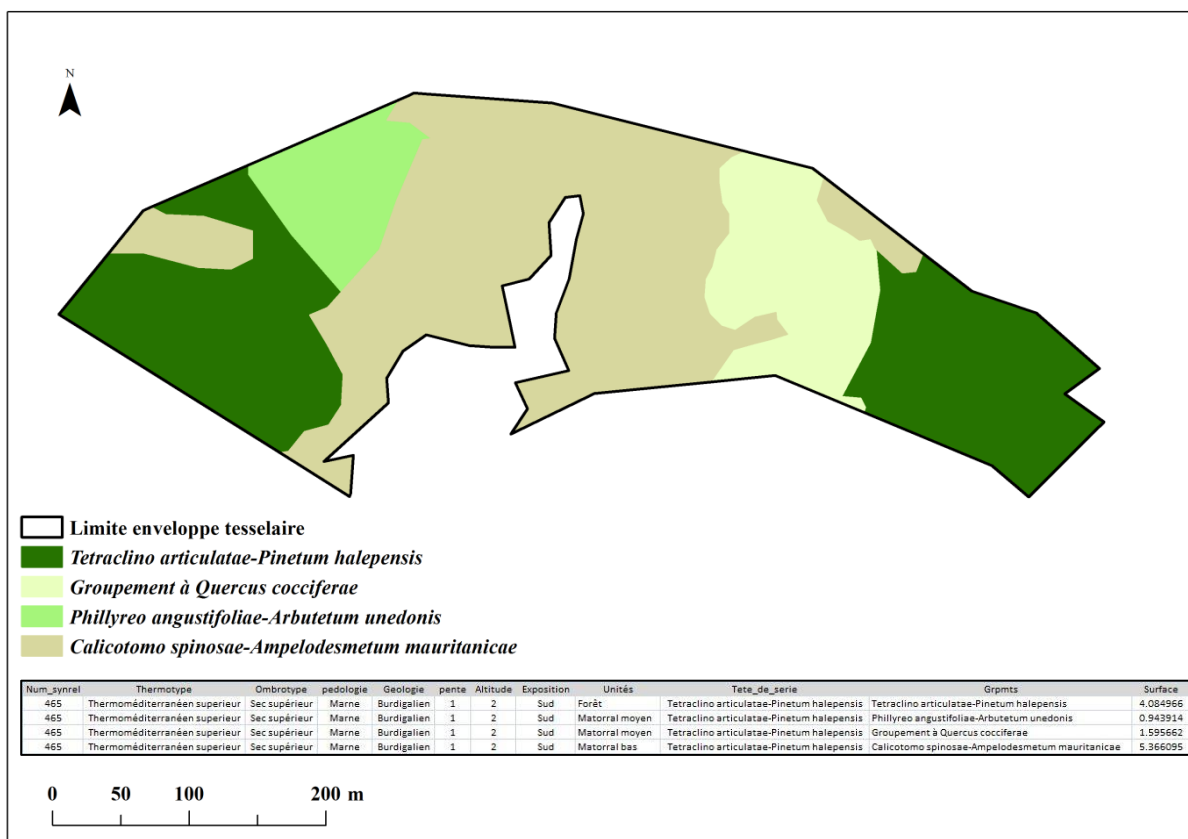 N
Limite enveloppe tesselaire
Tetraclino articulatae-Pinetum halepensis
Groupement à Quercus cocciferae
Phillyreo angustifoliae-Arbutetum unedonis
Calicotomo spinosae-Ampelodesmetum mauritanicae
Num_synrel Thermotype Ombrotype pedologie Geologie pente Altitude Exposition Unités Tete_de_serie Grpmts Surface
465 Thermoméditerranéen superieur Sec supérieur Marne Burdigalien 1 2 Sud Forêt Tetraclino articulatae-Pinetum halepensis Tetraclino articulatae-Pinetum halepensis 4.084966
465 Thermoméditerranéen superieur Sec supérieur Marne Burdigalien 1 2 Sud Matorral moyen Tetraclino articulatae-Pinetum halepensis Phillyreo angustifoliae-Arbutetum unedonis 0.943914
465 Thermoméditerranéen superieur Sec supérieur Marne Burdigalien 1 2 Sud Matorral moyen Tetraclino articulatae-Pinetum halepensis Groupement à Quercus cocciferae 1.595662
465 Thermoméditerranéen superieur Sec supérieur Marne Burdigalien 1 2 Sud Matorral bas Tetraclino articulatae-Pinetum halepensis Calicotomo spinosae-Ampelodesmetum mauritanicae 5.366095
0 50 100 200 m